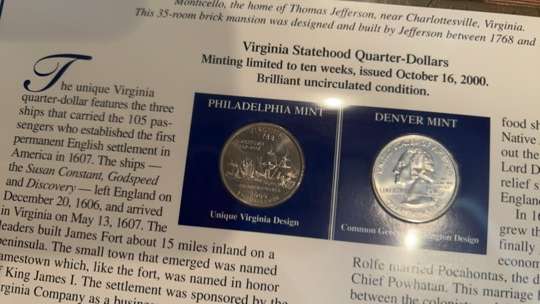 Monticello, the home of Thomas Jefferson, near Charlottesville, Virginia.
This 35-room brick mansion was designed and built by Jefferson between 1768 and
Virginia Statehood Quarter-Dollars
Minting limited to ten weeks, issued October 16, 2000.
Brilliant uncirculated condition.
The unique Virginia
quarter-dollar features the three
ships that carried the 105 pas-
sengers who established the first
permanent English settlement in
America in 1607. The ships —
the Susan Constant, Godspeed
and Discovery — left England on
December 20, 1606, and arrived
in Virginia on May 13, 1607. The
leaders built James Fort about 15 miles inland on a
peninsula. The small town that emerged was named
Jamestown which, like the fort, was named in honor
of King James I. The settlement was sponsored by the
Virginia Company as a business
PHILADELPHIA MINT
Unique Virginia Design
DENVER MINT
Common George Washington Design
food
Native
out the
Lord D
relief s
England
In 16
grew th
finally
econom
Rolfe married Pocahontas, the d
Chief Powhatan. This marriage
between the colonists